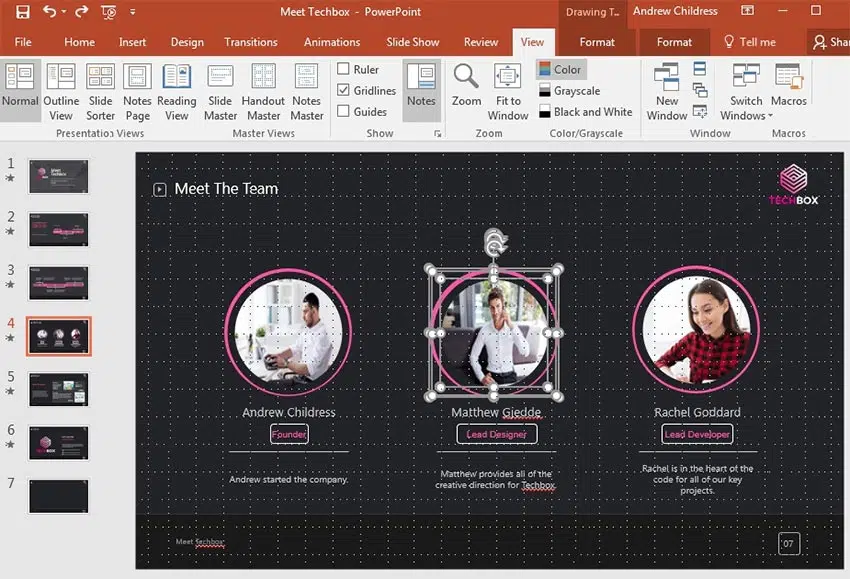 Meet Techbox - PowerPoint
Drawing T...
Andrew Childress
File Home Insert Design Transitions Animations Slide Show Review View Format Format Tell me Shar
Normal
Outline View
Slide Sorter
Notes Page
Reading View
Slide Master
Handout Master
Notes Master
Ruler
Gridlines
Guides
Notes
Zoom
Fit to Window
Color
Grayscale
Black and White
New Window
Switch Windows
Macros
Presentation Views
Master Views
Show
Zoom
Color/Grayscale
Window
Macros
1
2
3
4
5
6
7
Meet The Team
TECHBOX
Andrew Childress
Founder
Andrew started the company.
Matthew Gjedde
Lead Designer
Matthew provides all of the
creative direction for Techbox.
Rachel Goddard
Lead Developer
Rachel is in the heart of the
code for all of our key
projects.
Meet Techbox
07